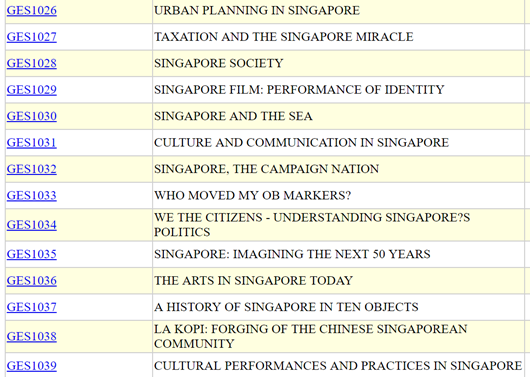 GES1026 URBAN PLANNING IN SINGAPORE
GES1027 TAXATION AND THE SINGAPORE MIRACLE
GES1028 SINGAPORE SOCIETY
GES1029 SINGAPORE FILM: PERFORMANCE OF IDENTITY
GES1030 SINGAPORE AND THE SEA
GES1031 CULTURE AND COMMUNICATION IN SINGAPORE
GES1032 SINGAPORE, THE CAMPAIGN NATION
GES1033 WHO MOVED MY OB MARKERS?
GES1034 WE THE CITIZENS - UNDERSTANDING SINGAPORE?S
POLITICS
GES1035 SINGAPORE: IMAGINING THE NEXT 50 YEARS
GES1036 THE ARTS IN SINGAPORE TODAY
GES1037 A HISTORY OF SINGAPORE IN TEN OBJECTS
GES1038 LA KOPI: FORGING OF THE CHINESE SINGAPOREAN
COMMUNITY
GES1039 CULTURAL PERFORMANCES AND PRACTICES IN SINGAPORE